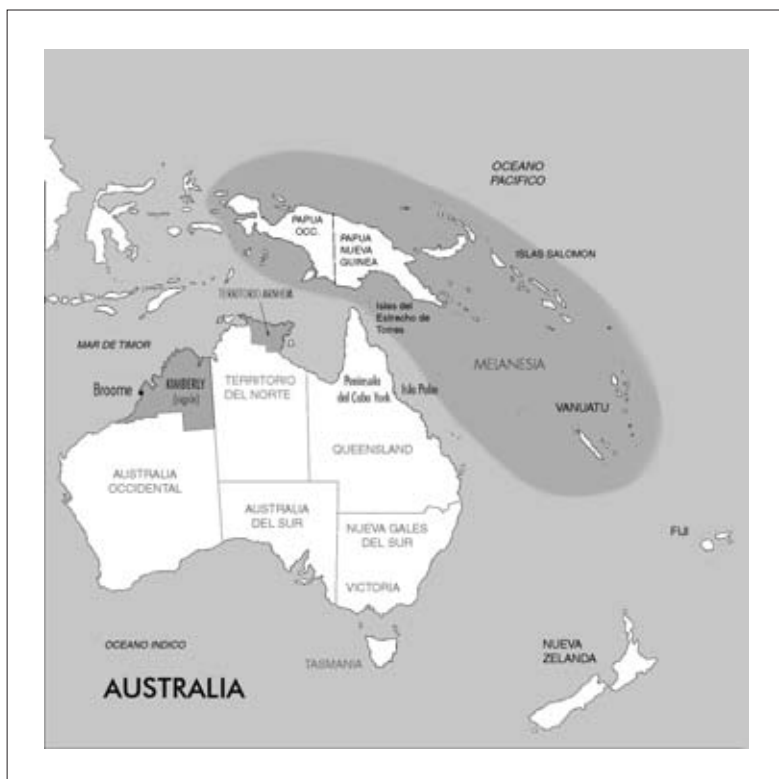 OCEANO
PACIFICO
PAPUA
OCC.
PAPUA
NUEVA
GUINEA
ISLAS SALOMON
TERRITORIO ARNHEM
Islas del
Estrecho de
Torres
MAR DE TIMOR
MELANESIA
Broome
KIMBERLY
(región)
TERRITORIO
DEL NORTE
Península
del Cabo York
Isla Palm
VANUATU
QUEENSLAND
AUSTRALIA
OCCIDENTAL
AUSTRALIA
DEL SUR
NUEVA GALES
DEL SUR
FIJI
VICTORIA
OCEANO INDICO
TASMANIA
NUEVA
ZELANDA
AUSTRALIA